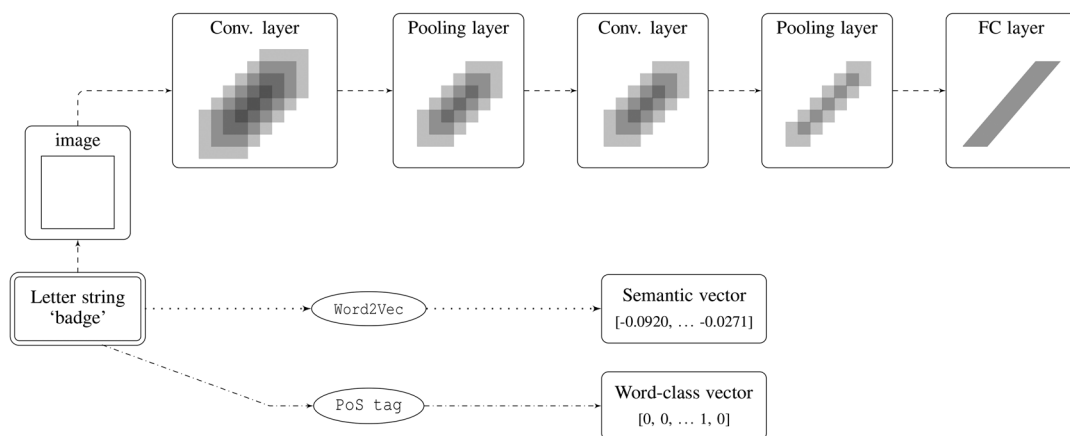 Conv. layer
Pooling layer
Conv. layer
Pooling layer
FC layer
image
Letter string
‘badge’
Word2Vec
Semantic vector
[-0.0920, … -0.0271]
PoS tag
Word-class vector
[0, 0, … 1, 0]